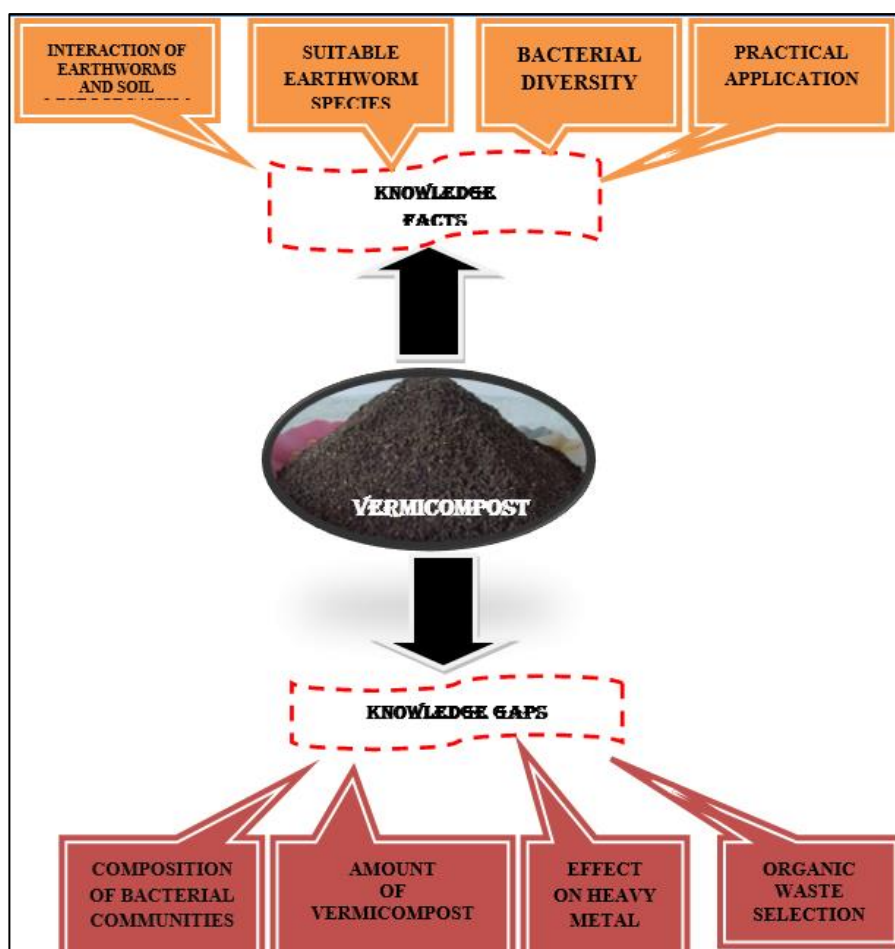 INTERACTION OF
EARTHWORMS
AND SOIL
SUITABLE
EARTHWORM
SPECIES
BACTERIAL
DIVERSITY
PRACTICAL
APPLICATION
KNOWLEDGE
FACTS
VERMICOMPOST
KNOWLEDGE GAPS
COMPOSITION
OF BACTERIAL
COMMUNITIES
AMOUNT
OF
VERMICOMPOST
EFFECT
ON HEAVY
METAL
ORGANIC
WASTE
SELECTION